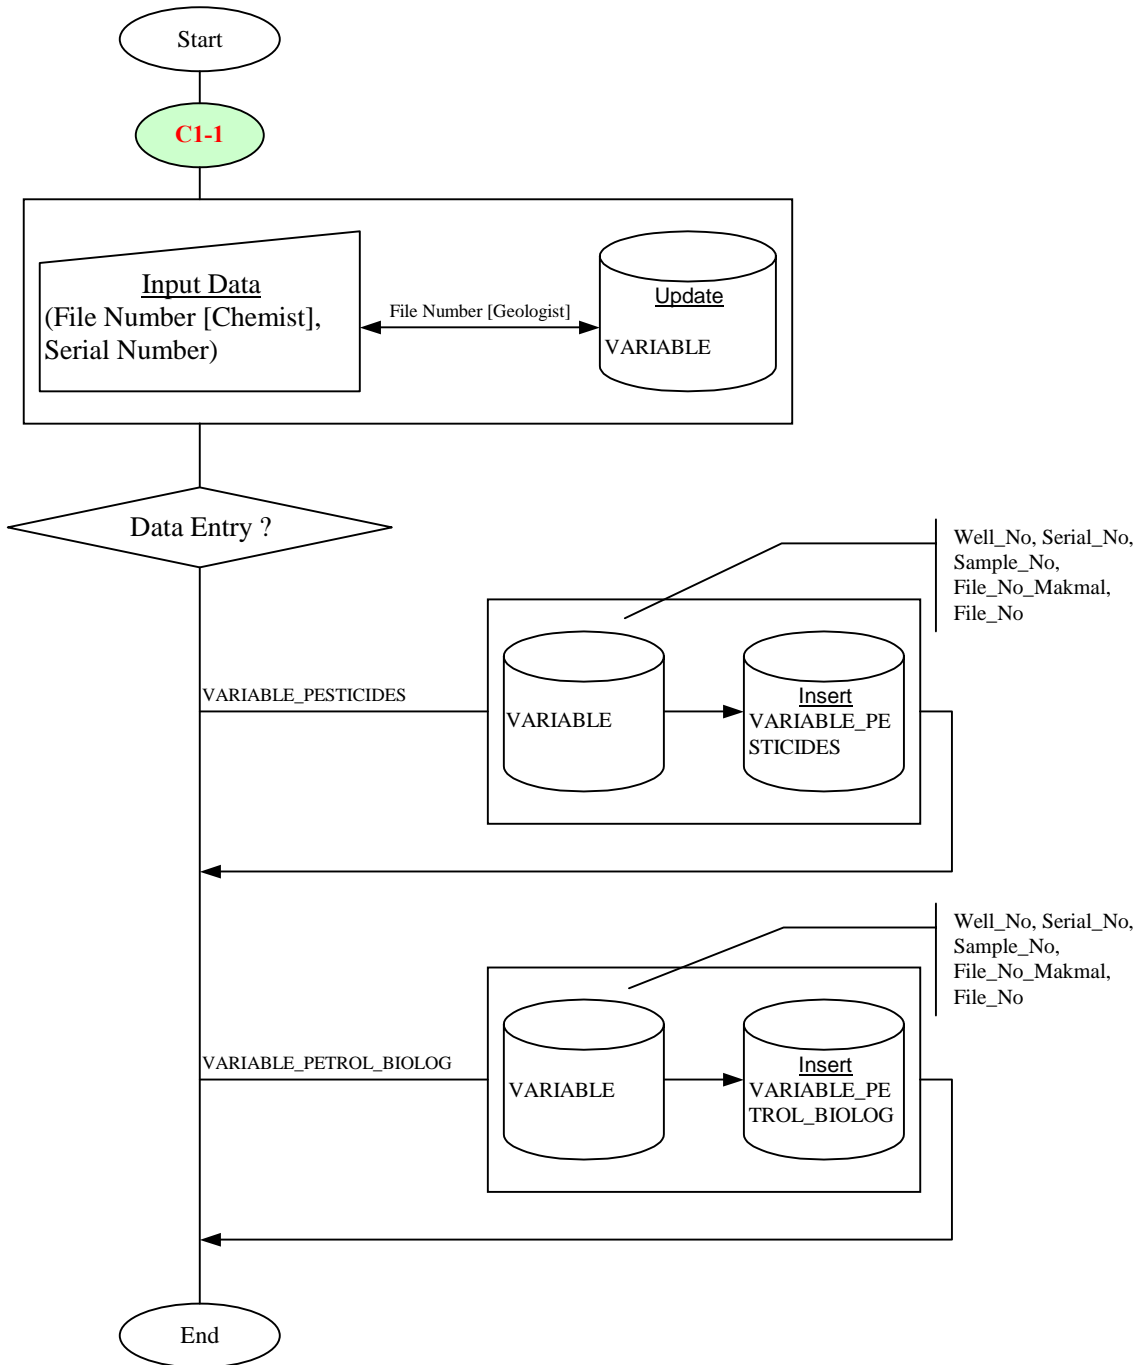 Start
C1-1
Input Data
(File Number [Chemist],
Serial Number)
File Number [Geologist]
Update
VARIABLE
Data Entry ?
Well_No, Serial_No,
Sample_No,
File_No_Makmal,
File_No
VARIABLE_PESTICIDES
VARIABLE
Insert
VARIABLE_PE
STICIDES
Well_No, Serial_No,
Sample_No,
File_No_Makmal,
File_No
VARIABLE_PETROL_BIOLOG
VARIABLE
Insert
VARIABLE_PE
TROL_BIOLOG
End